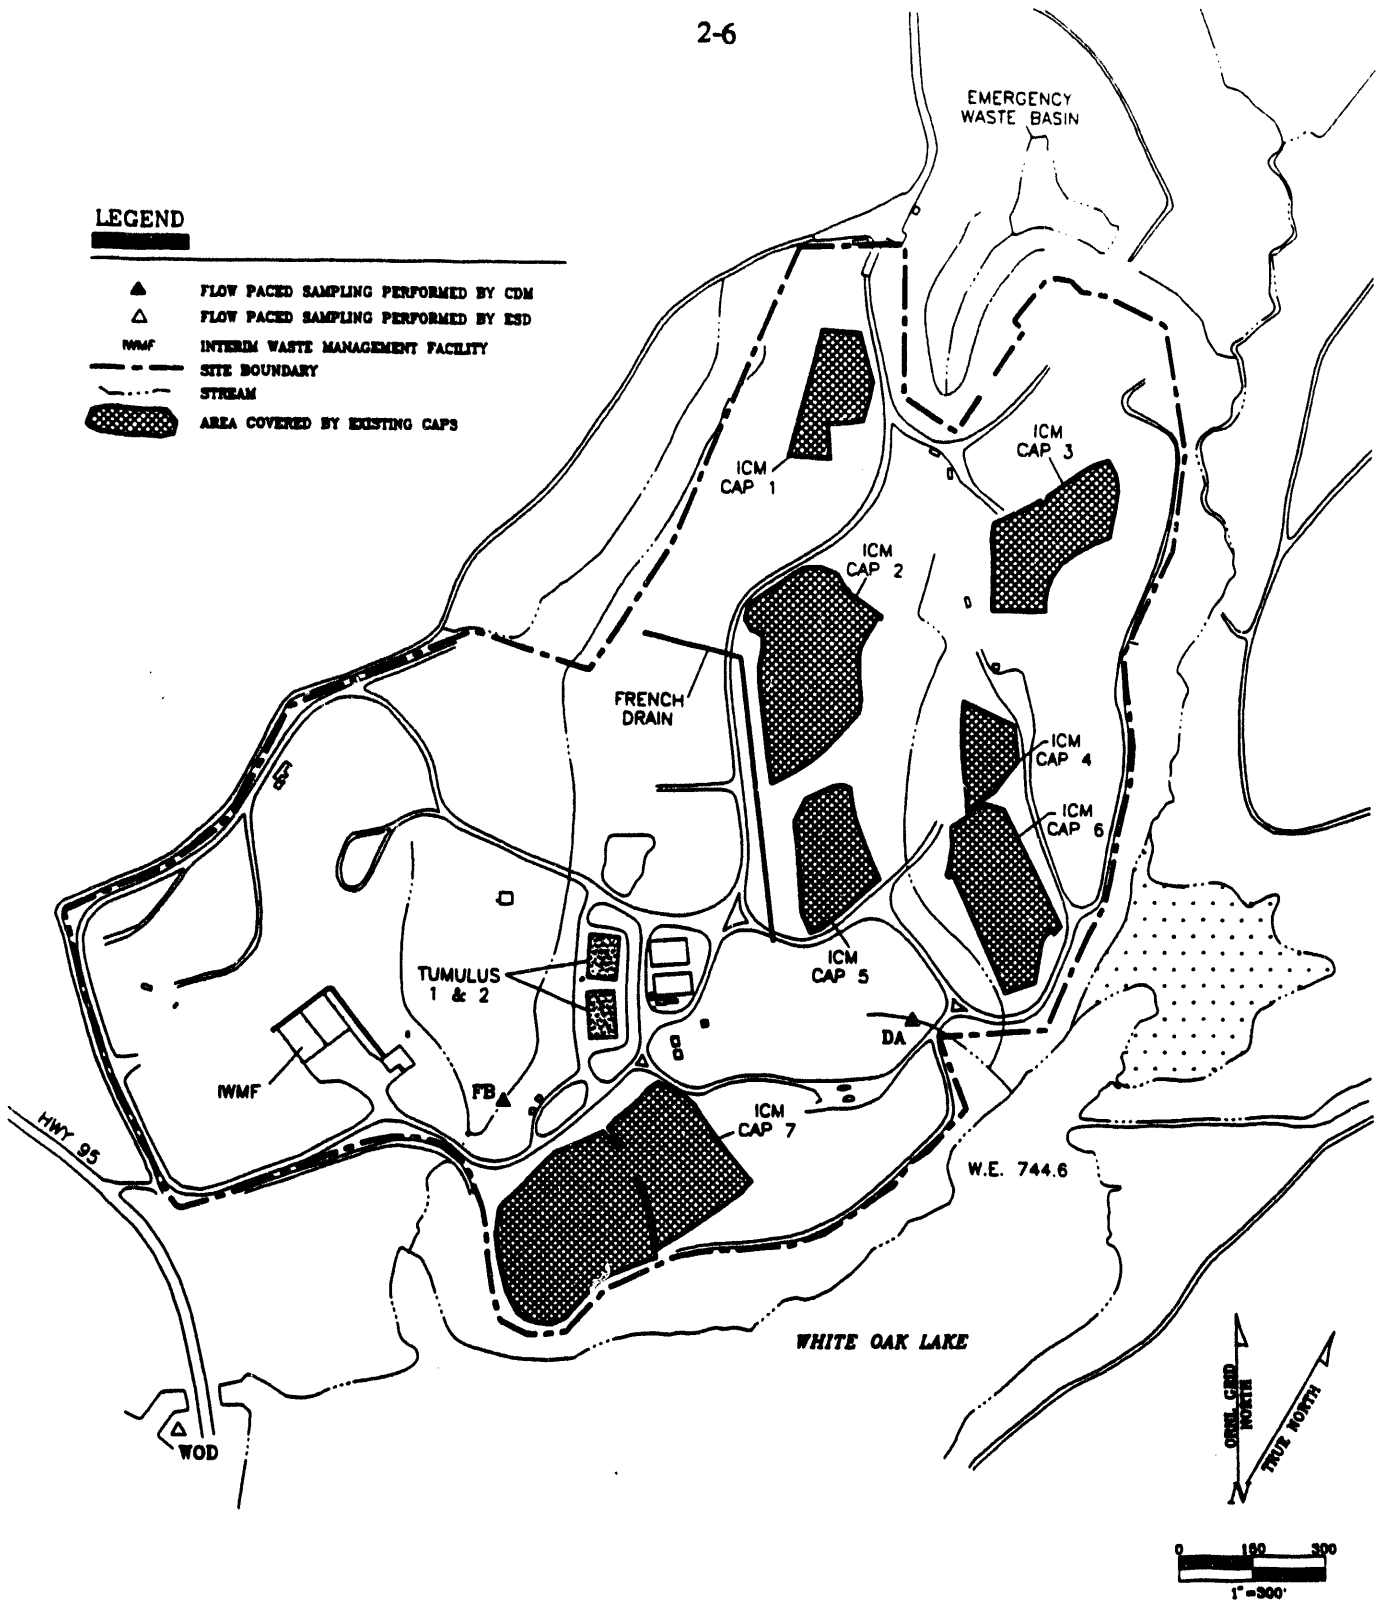 2-6
EMERGENCY
WASTE BASIN
LEGEND
FLOW PACED SAMPLING PERFORMED BY CDM
FLOW PACED SAMPLING PERFORMED BY ESD
IWMF INTERIM WASTE MANAGEMENT FACILITY
SITE BOUNDARY
STREAM
AREA COVERED BY EXISTING CAPS
ICM
CAP 1
ICM
CAP 3
ICM
CAP 2
FRENCH
DRAIN
ICM
CAP 4
ICM
CAP 6
ICM
CAP 5
TUMULUS
1 & 2
DA
IWMF
FB
ICM
CAP 7
HWY 95
W.E. 744.6
WHITE OAK LAKE
WOD
ORNL GRID
NORTH
TRUE NORTH
N
0 150 300
1"=300'